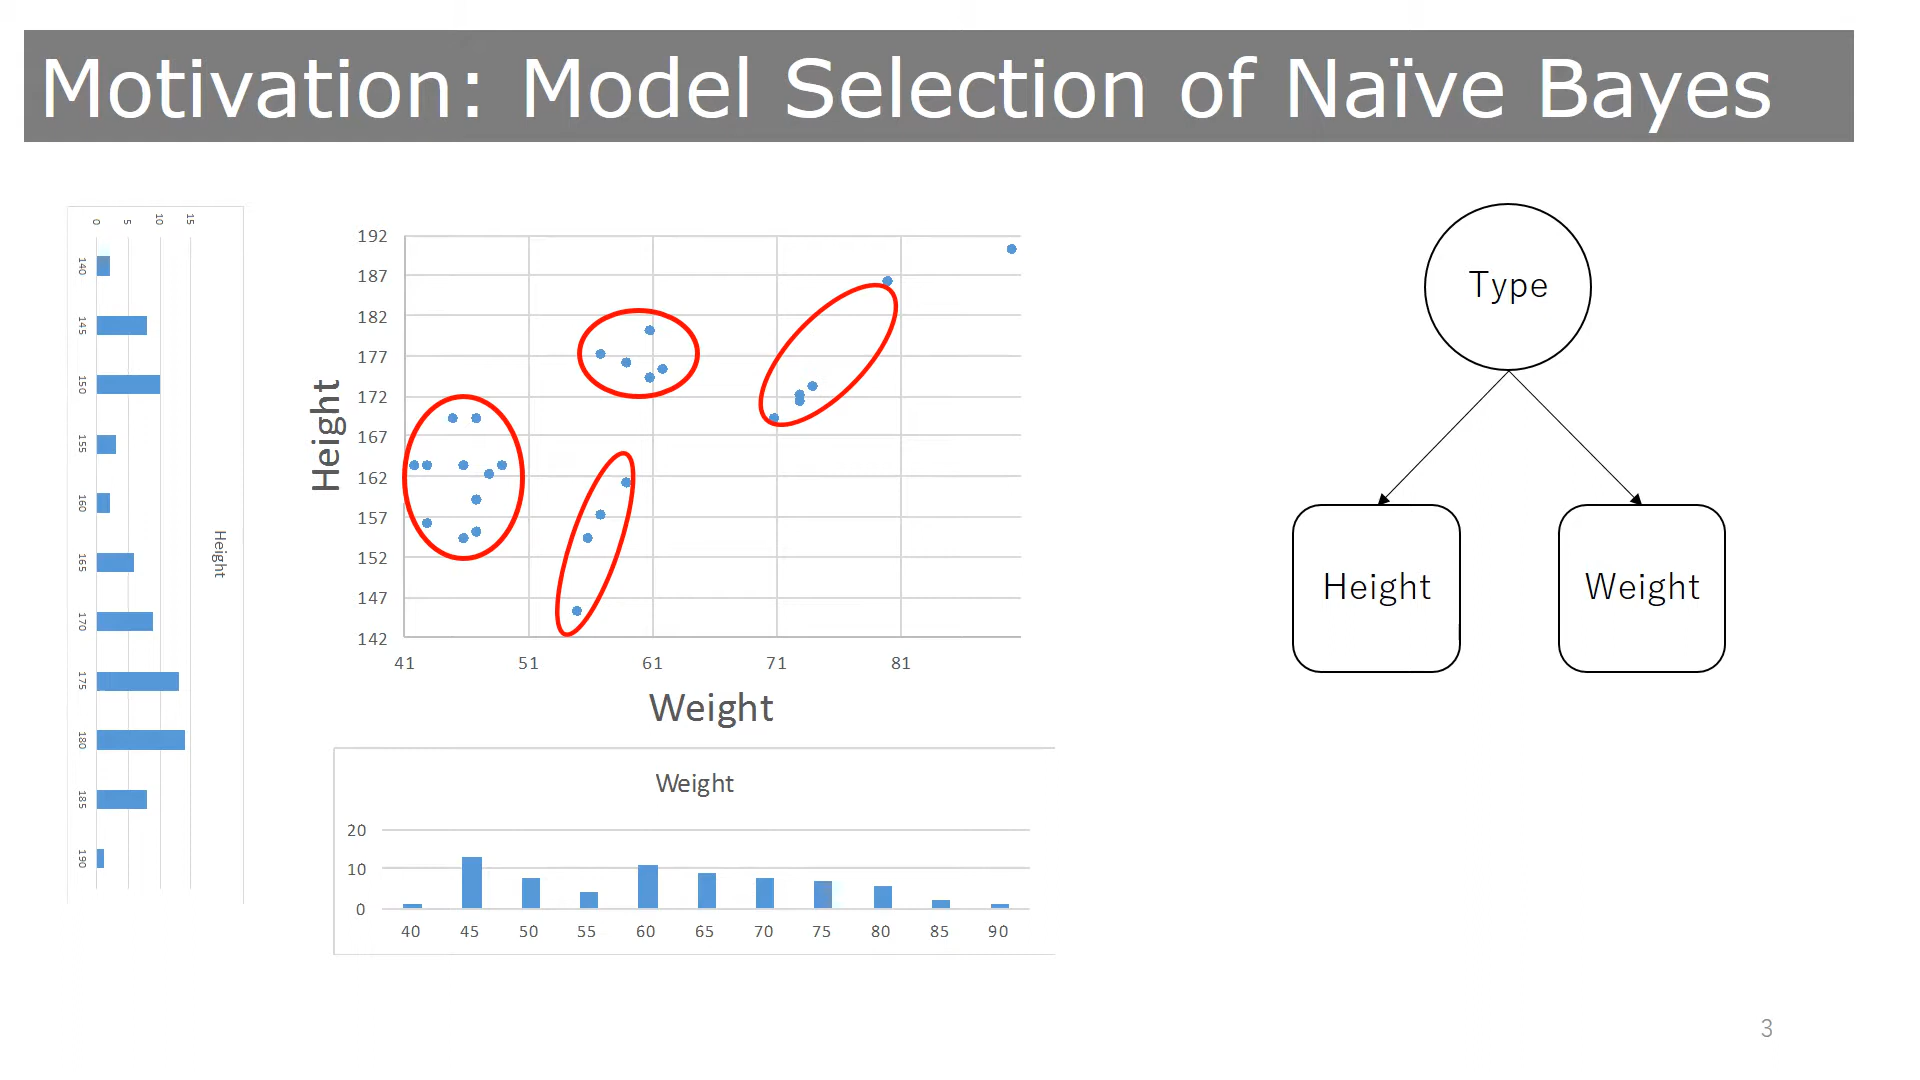 Motivation: Model Selection of Naïve Bayes
0 5 10 15
140
145
150
155
160
165
170
175
180
185
190
Height
Height
192
187
182
177
172
167
162
157
152
147
142
41 51 61 71 81
Weight
Weight
20
10
0
40 45 50 55 60 65 70 75 80 85 90
Type
Height Weight
3